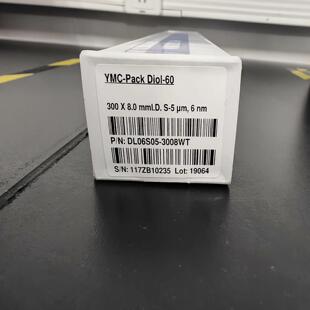 YMC-Pack Diol-60
300 X 8.0 mmI.D. S-5 µm, 6 nm
P/N: DL06S05-3008WT
S/N: 117ZB10235 Lot: 19064